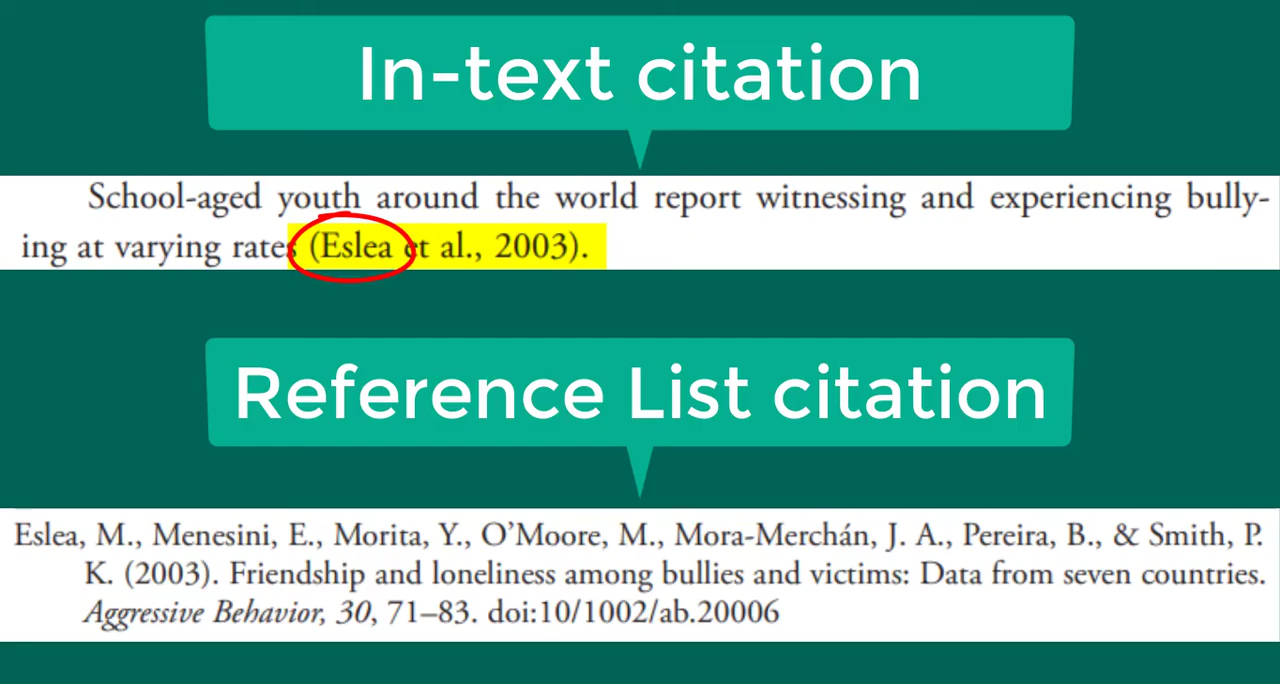 In-text citation
School-aged youth around the world report witnessing and experiencing bully-
ing at varying rates (Eslea et al., 2003).
Reference List citation
Eslea, M., Menesini, E., Morita, Y., O’Moore, M., Mora-Merchán, J. A., Pereira, B., & Smith, P.
K. (2003). Friendship and loneliness among bullies and victims: Data from seven countries.
Aggressive Behavior, 30, 71–83. doi:10/1002/ab.20006